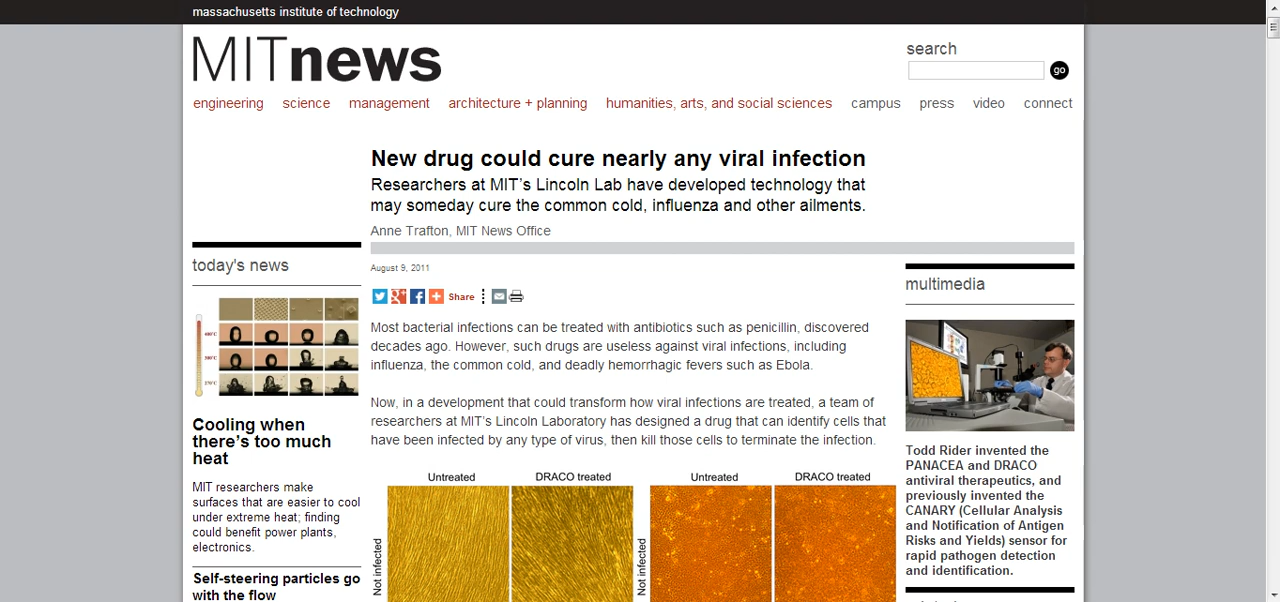 massachusetts institute of technology
MITnews
search
go
engineering science management architecture + planning humanities, arts, and social sciences campus press video connect
New drug could cure nearly any viral infection
Researchers at MIT's Lincoln Lab have developed technology that
may someday cure the common cold, influenza and other ailments.
Anne Trafton, MIT News Office
today's news
Cooling when
there's too much
heat
MIT researchers make
surfaces that are easier to cool
under extreme heat; finding
could benefit power plants,
electronics.
Self-steering particles go
with the flow
August 9, 2011
Share
Most bacterial infections can be treated with antibiotics such as penicillin, discovered
decades ago. However, such drugs are useless against viral infections, including
influenza, the common cold, and deadly hemorrhagic fevers such as Ebola.
Now, in a development that could transform how viral infections are treated, a team of
researchers at MIT's Lincoln Laboratory has designed a drug that can identify cells that
have been infected by any type of virus, then kill those cells to terminate the infection.
Untreated DRACO treated Untreated DRACO treated
Not infected
Not infected
multimedia
Todd Rider invented the
PANACEA and DRACO
antiviral therapeutics, and
previously invented the
CANARY (Cellular Analysis
and Notification of Antigen
Risks and Yields) sensor for
rapid pathogen detection
and identification.